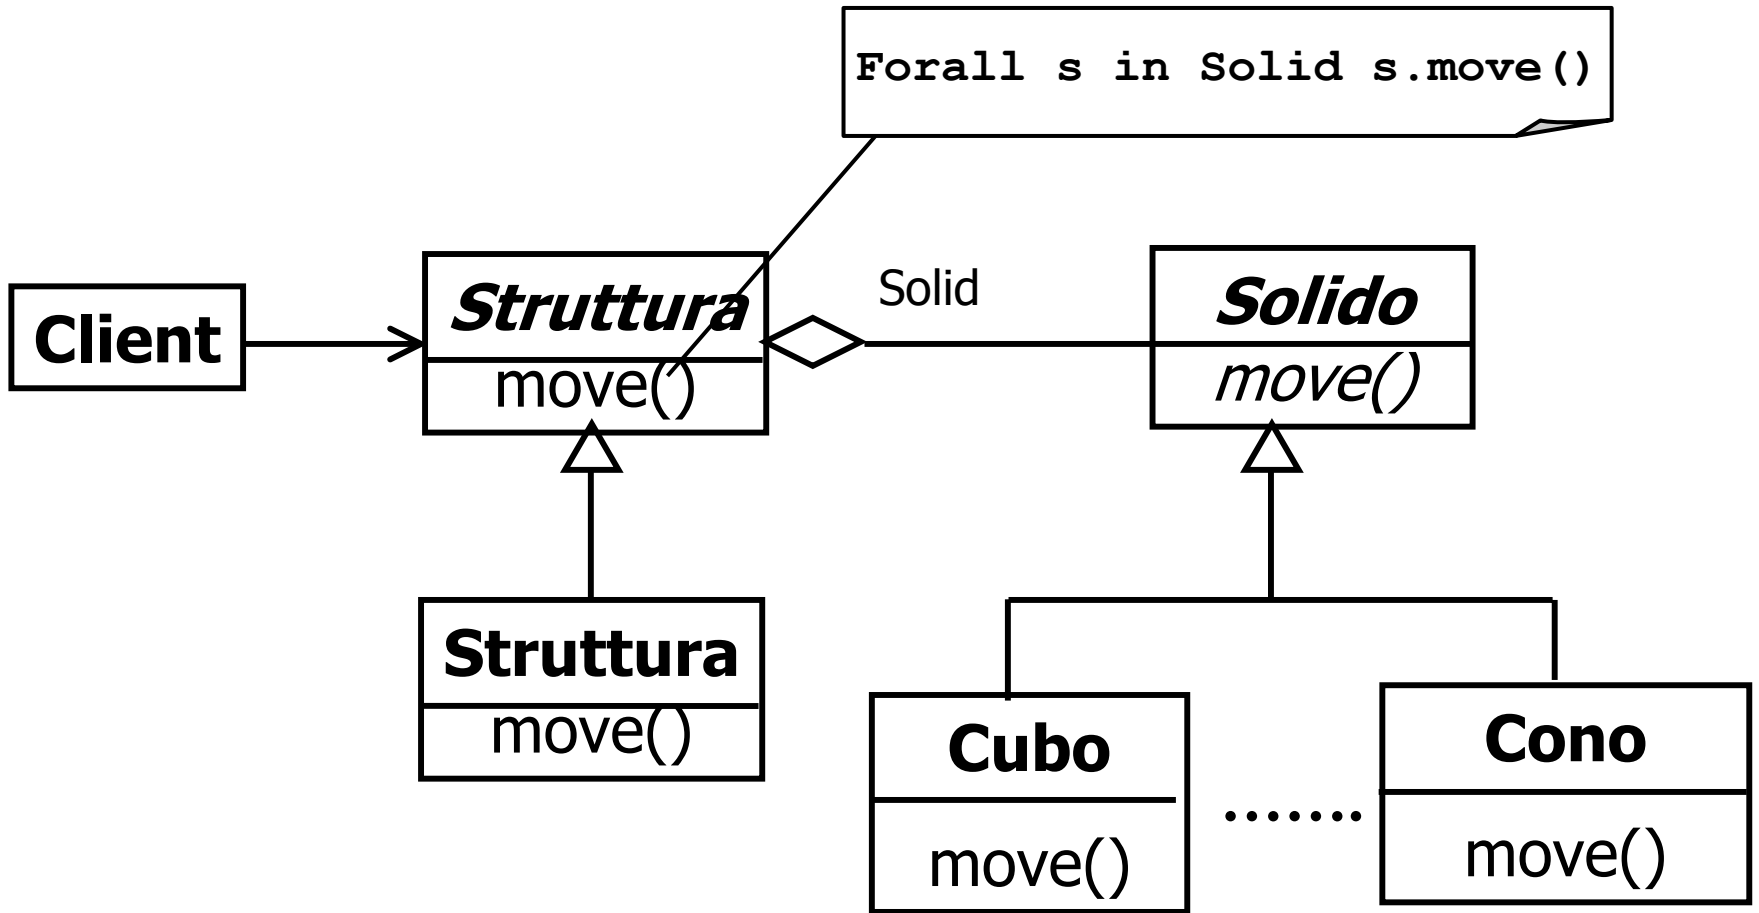 Forall s in Solid s.move()
Client
Struttura
move()
Solid
Solido
move()
Struttura
move()
Cubo
move()
.......
Cono
move()